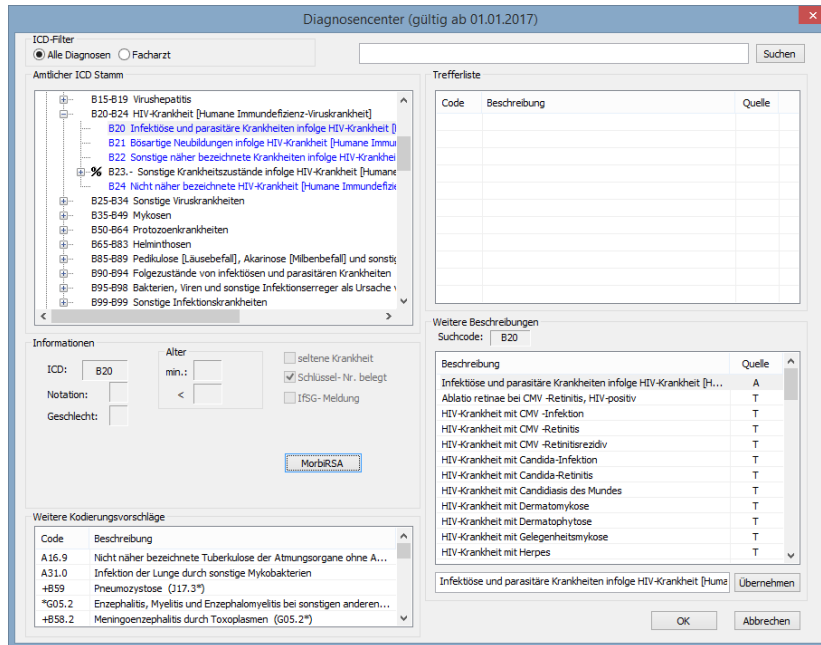 Diagnosencenter (gültig ab 01.01.2017)
ICD-Filter
Alle Diagnosen Facharzt
Suchen
Amtlicher ICD Stamm
B15-B19 Virushepatitis
B20-B24 HIV-Krankheit [Humane Immundefizienz-Viruskrankheit]
B20 Infektiöse und parasitäre Krankheiten infolge HIV-Krankheit [
B21 Bösartige Neubildungen infolge HIV-Krankheit [Humane Immu
B22 Sonstige näher bezeichnete Krankheiten infolge HIV-Krankhei
% B23.- Sonstige Krankheitszustände infolge HIV-Krankheit [Humane
B24 Nicht näher bezeichnete HIV-Krankheit [Humane Immundefizie
B25-B34 Sonstige Viruskrankheiten
B35-B49 Mykosen
B50-B64 Protozoenkrankheiten
B65-B83 Helminthosen
B85-B89 Pedikulose [Läusebefall], Akarinose [Milbenbefall] und sonstig
B90-B94 Folgezustände von infektiösen und parasitären Krankheiten
B95-B98 Bakterien, Viren und sonstige Infektionserreger als Ursache
B99-B99 Sonstige Infektionskrankheiten
Trefferliste
Code Beschreibung Quelle
Informationen
ICD: B20
Notation:
Geschlecht:
Alter
min.:
<
seltene Krankheit
Schlüssel- Nr. belegt
IfSG- Meldung
MorbiRSA
Weitere Beschreibungen
Suchcode: B20
Beschreibung Quelle
Infektiöse und parasitäre Krankheiten infolge HIV-Krankheit [H... A
Ablatio retinae bei CMV -Retinitis, HIV-positiv T
HIV-Krankheit mit CMV -Infektion T
HIV-Krankheit mit CMV -Retinitis T
HIV-Krankheit mit CMV -Retinitisrezidiv T
HIV-Krankheit mit Candida-Infektion T
HIV-Krankheit mit Candida-Retinitis T
HIV-Krankheit mit Candidiasis des Mundes T
HIV-Krankheit mit Dermatomykose T
HIV-Krankheit mit Dermatophytose T
HIV-Krankheit mit Gelegenheitsmykose T
HIV-Krankheit mit Herpes T
Infektiöse und parasitäre Krankheiten infolge HIV-Krankheit [Huma Übernehmen
Weitere Kodierungsvorschläge
Code Beschreibung
A16.9 Nicht näher bezeichnete Tuberkulose der Atmungsorgane ohne A...
A31.0 Infektion der Lunge durch sonstige Mykobakterien
+B59 Pneumozystose (J17.3*)
*G05.2 Enzephalitis, Myelitis und Enzephalomyelitis bei sonstigen anderen...
+B58.2 Meningoenzephalitis durch Toxoplasmen (G05.2*)
OK Abbrechen